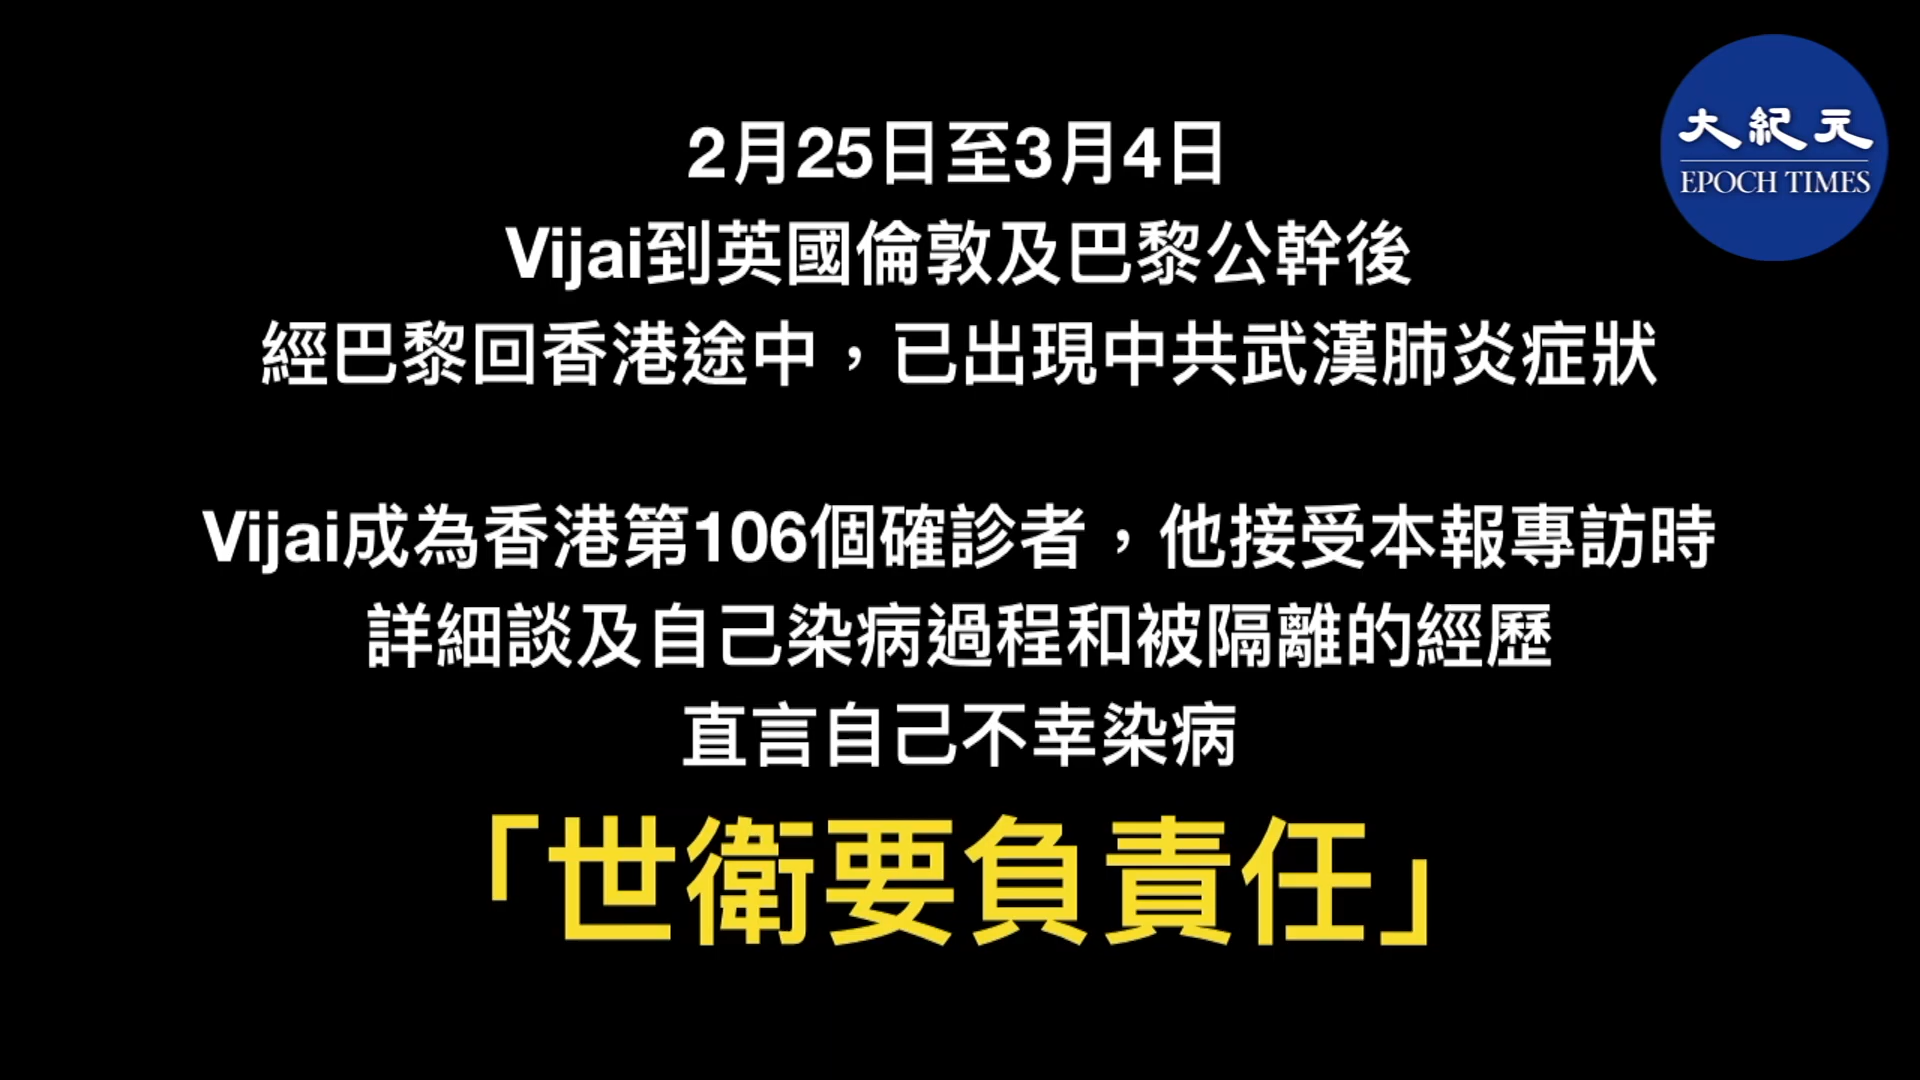 大紀元
EPOCH TIMES
2月25日至3月4日
Vijai到英國倫敦及巴黎公幹後
經巴黎回香港途中，已出現中共武漢肺炎症狀
Vijai成為香港第106個確診者，他接受本報專訪時
詳細談及自己染病過程和被隔離的經歷
直言自己不幸染病
「世衛要負責任」